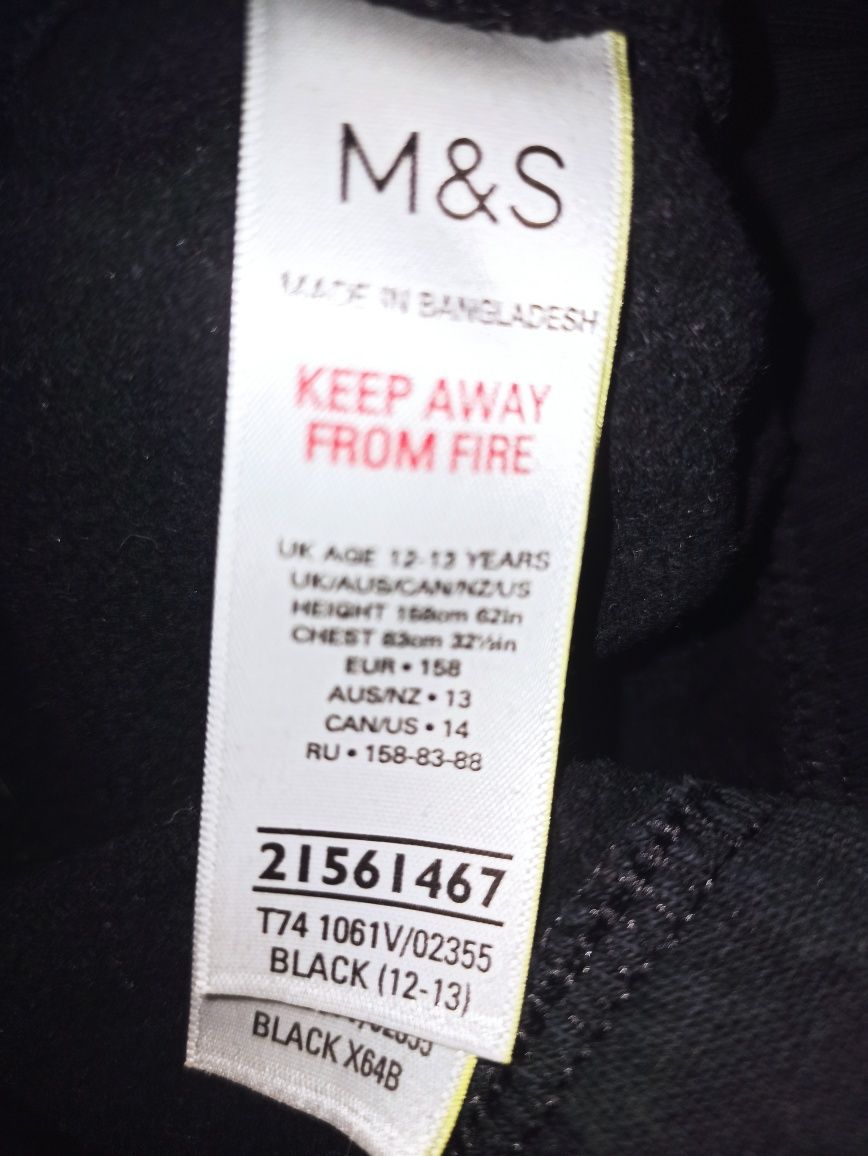 M&S
MADE IN BANGLADESH
KEEP AWAY
FROM FIRE
UK AGE 12-13 YEARS
UK/AUS/CAN/NZ/US
HEIGHT 158cm 62in
CHEST 83cm 32½in
EUR • 158
AUS/NZ • 13
CAN/US • 14
RU • 158-83-88
21561467
T74 1061V/02355
BLACK (12-13)
BLACK X64B